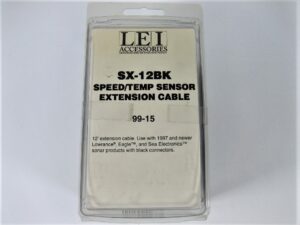 LEI
ACCESSORIES
SX-12BK
SPEED/TEMP SENSOR
EXTENSION CABLE
99-15
12' extension cable. Use with 1997 and newer
Lowrance®, Eagle™, and Sea Electronics™
sonar products with black connectors.